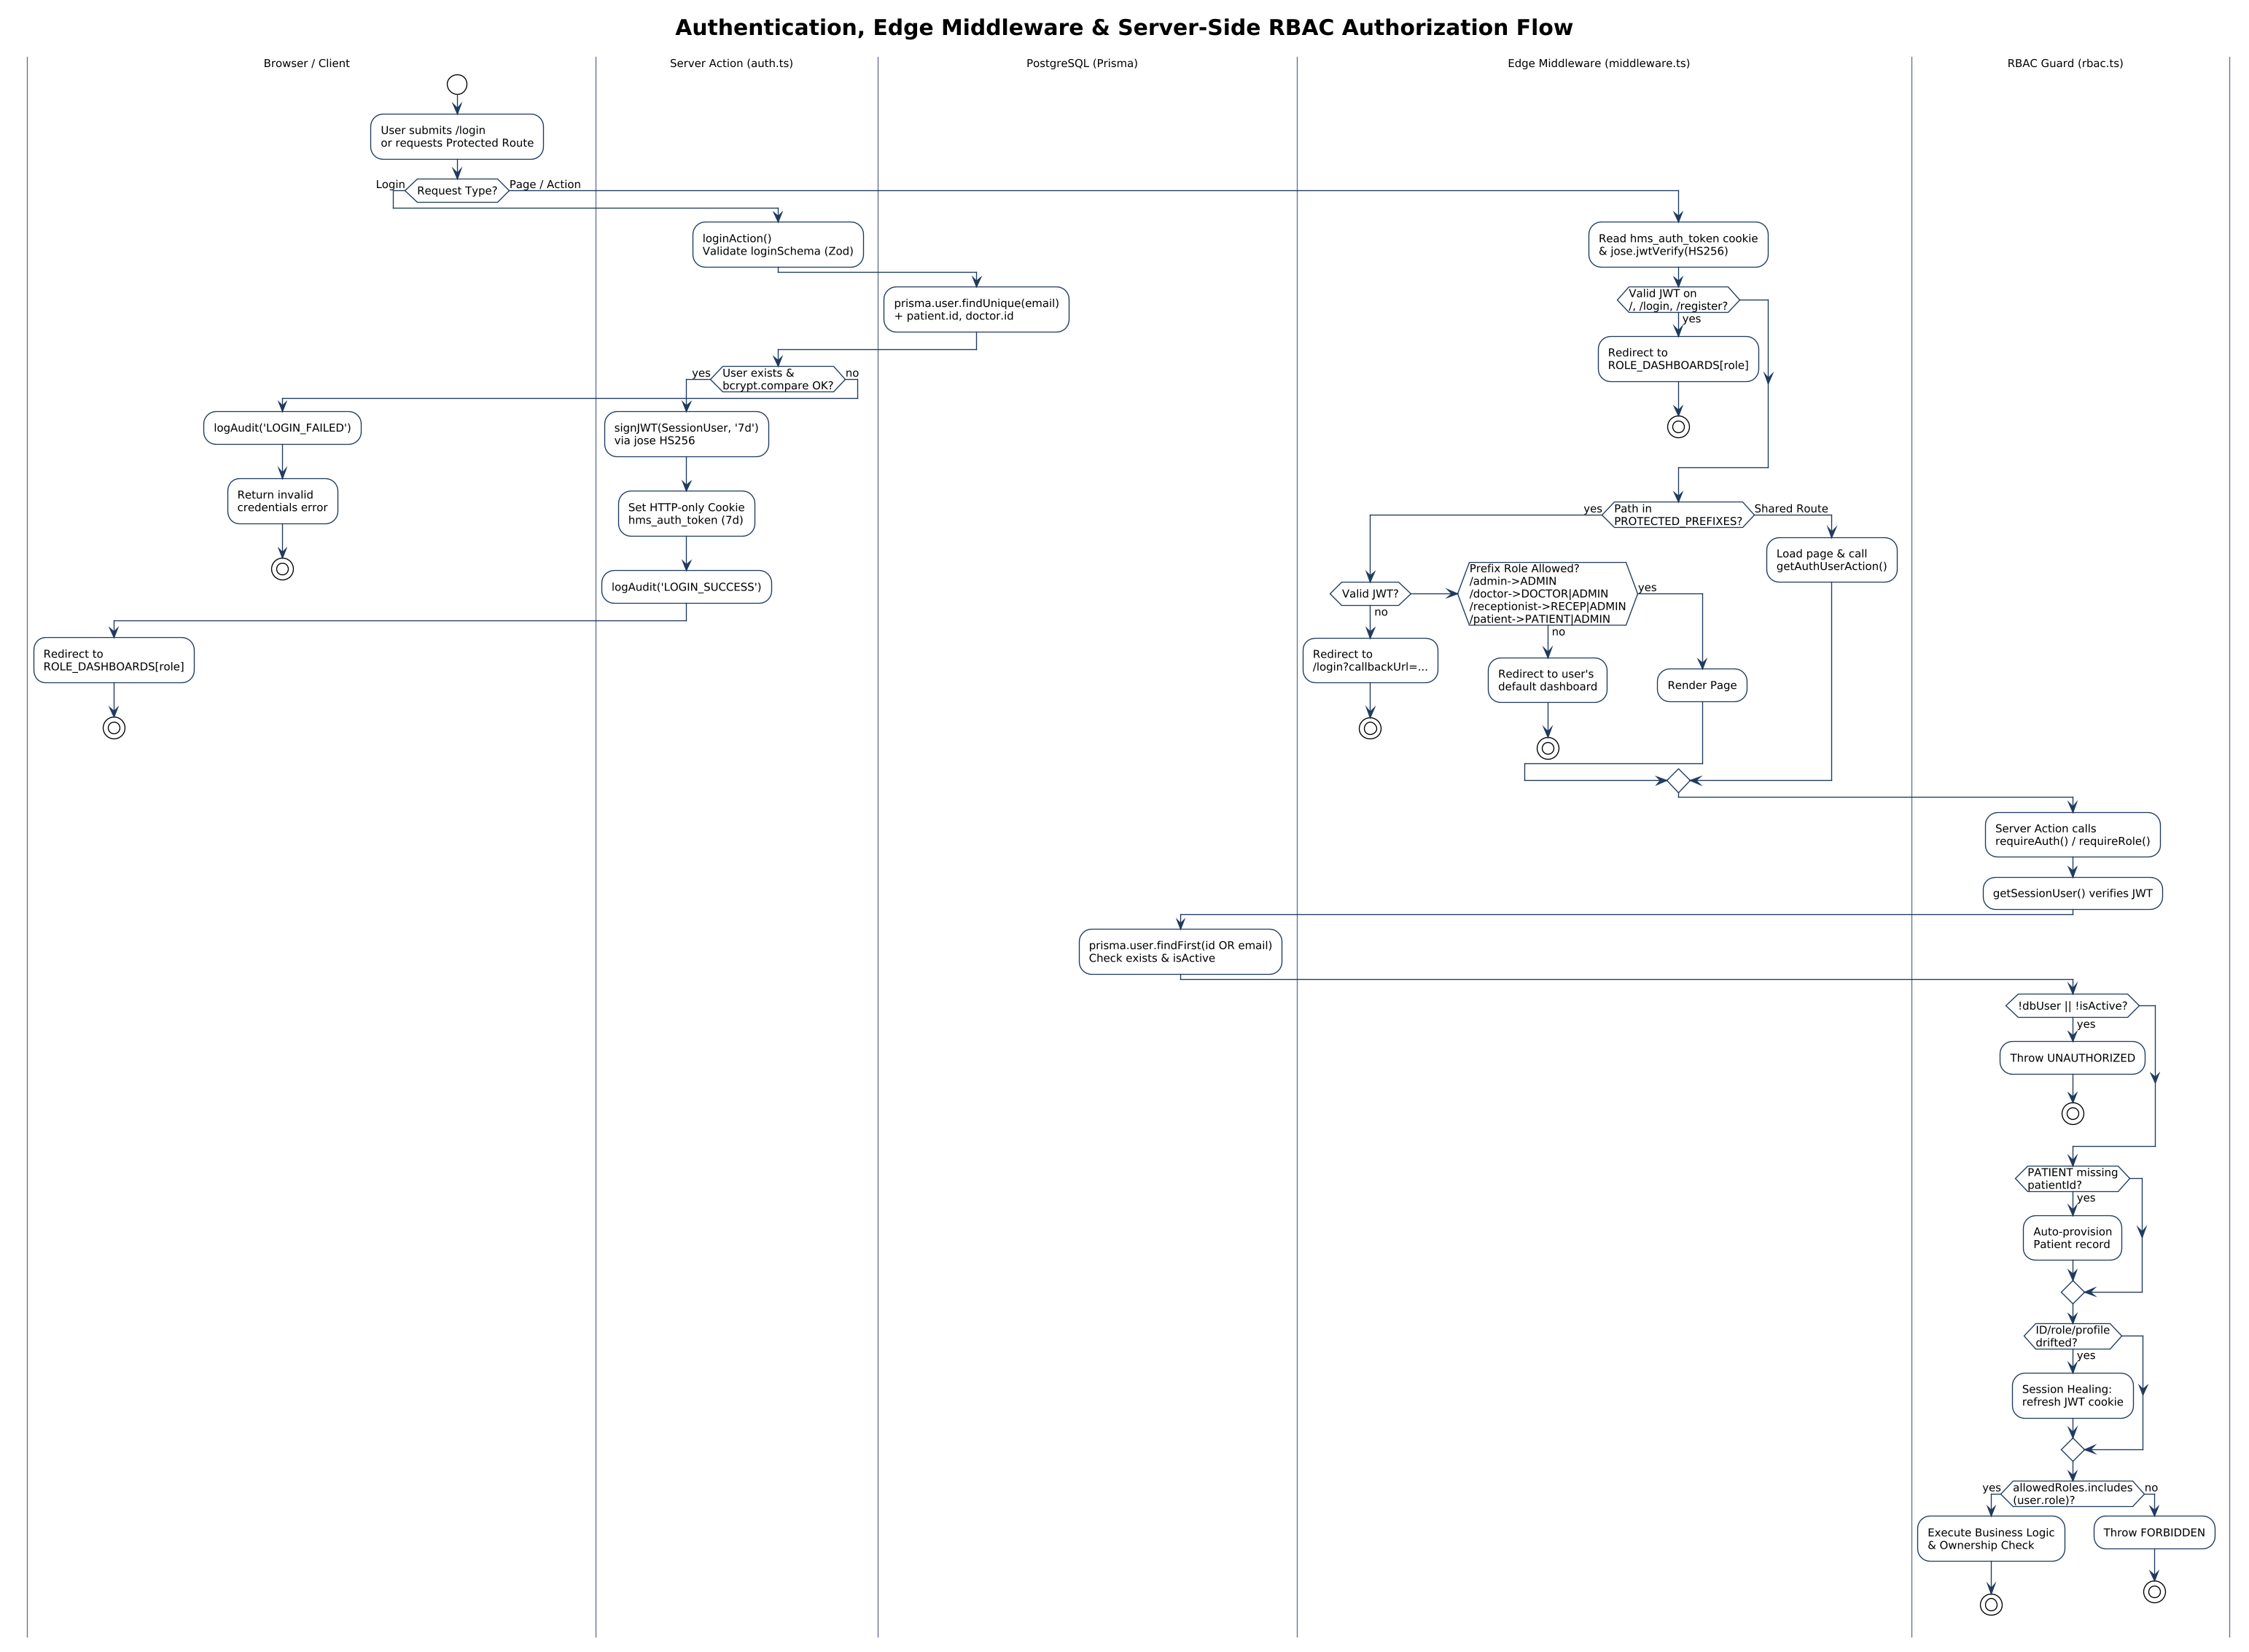 Authentication, Edge Middleware & Server-Side RBAC Authorization Flow
Browser / Client
Server Action (auth.ts)
PostgreSQL (Prisma)
Edge Middleware (middleware.ts)
RBAC Guard (rbac.ts)
User submits /login
or requests Protected Route
Login
Request Type?
Page / Action
loginAction()
Validate loginSchema (Zod)
prisma.user.findUnique(email)
+ patient.id, doctor.id
yes
User exists &
bcrypt.compare OK?
no
logAudit('LOGIN_FAILED')
Return invalid
credentials error
signJWT(SessionUser, '7d')
via jose HS256
Set HTTP-only Cookie
hms_auth_token (7d)
logAudit('LOGIN_SUCCESS')
Redirect to
ROLE_DASHBOARDS[role]
Read hms_auth_token cookie
& jose.jwtVerify(HS256)
Valid JWT on
/, /login, /register?
yes
Redirect to
ROLE_DASHBOARDS[role]
yes
Path in
PROTECTED_PREFIXES?
Shared Route
Load page & call
getAuthUserAction()
Valid JWT?
no
Redirect to
/login?callbackUrl=...
Prefix Role Allowed?
/admin->ADMIN
/doctor->DOCTOR|ADMIN
/receptionist->RECEP|ADMIN
/patient->PATIENT|ADMIN
yes
no
Redirect to user's
default dashboard
Render Page
Server Action calls
requireAuth() / requireRole()
getSessionUser() verifies JWT
prisma.user.findFirst(id OR email)
Check exists & isActive
!dbUser || !isActive?
yes
Throw UNAUTHORIZED
PATIENT missing
patientId?
yes
Auto-provision
Patient record
ID/role/profile
drifted?
yes
Session Healing:
refresh JWT cookie
yes
allowedRoles.includes
(user.role)?
no
Execute Business Logic
& Ownership Check
Throw FORBIDDEN